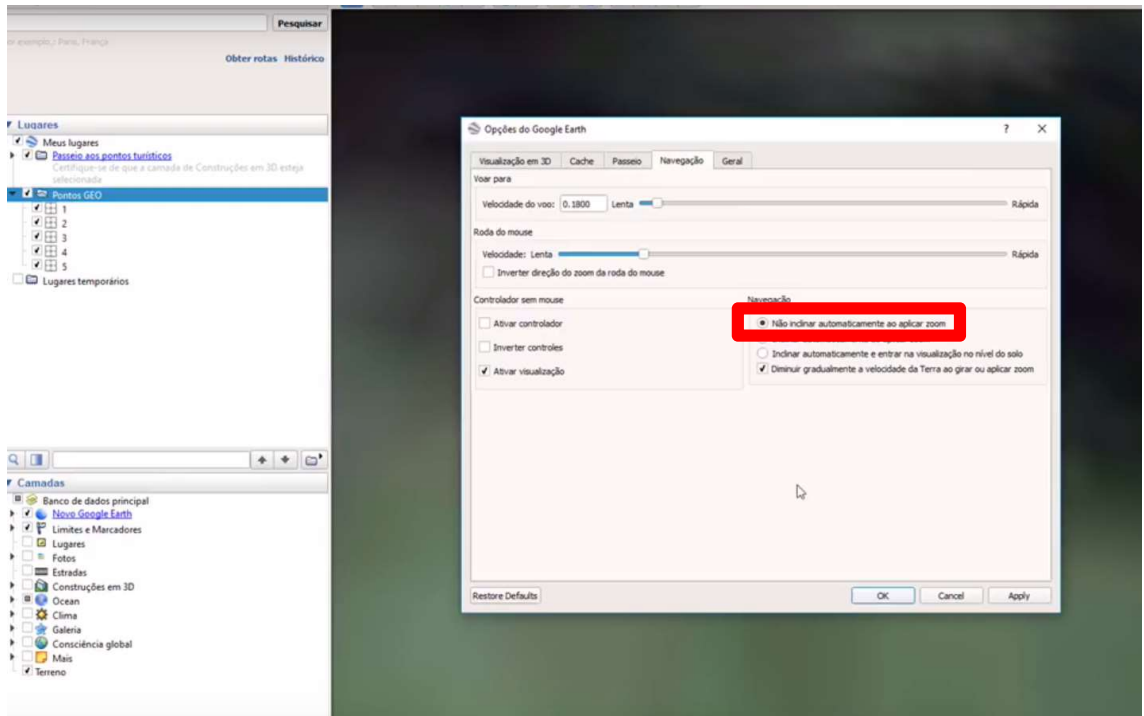 Pesquisar
Obter rotas Histórico
Lugares
Meus lugares
Passeio aos pontos turísticos
Certifique-se de que a camada de Construções em 3D esteja
selecionada
Pontos GEO
1
2
3
4
5
Lugares temporários
Camadas
Banco de dados principal
Novo Google Earth
Limites e Marcadores
Lugares
Fotos
Estradas
Construções em 3D
Ocean
Clima
Galeria
Consciência global
Mais
Terreno
Opções do Google Earth
Visualização em 3D Cache Passeio Navegação Geral
Voar para
Velocidade do voo: 0.1800 Lenta Rápida
Roda do mouse
Velocidade: Lenta Rápida
Inverter direção do zoom da roda do mouse
Controlador sem mouse
Ativar controlador
Inverter controles
Ativar visualização
Navegação
Não inclinar automaticamente ao aplicar zoom
Inclinar automaticamente e entrar na visualização no nível do solo
Diminuir gradualmente a velocidade da Terra ao girar ou aplicar zoom
Restore Defaults OK Cancel Apply